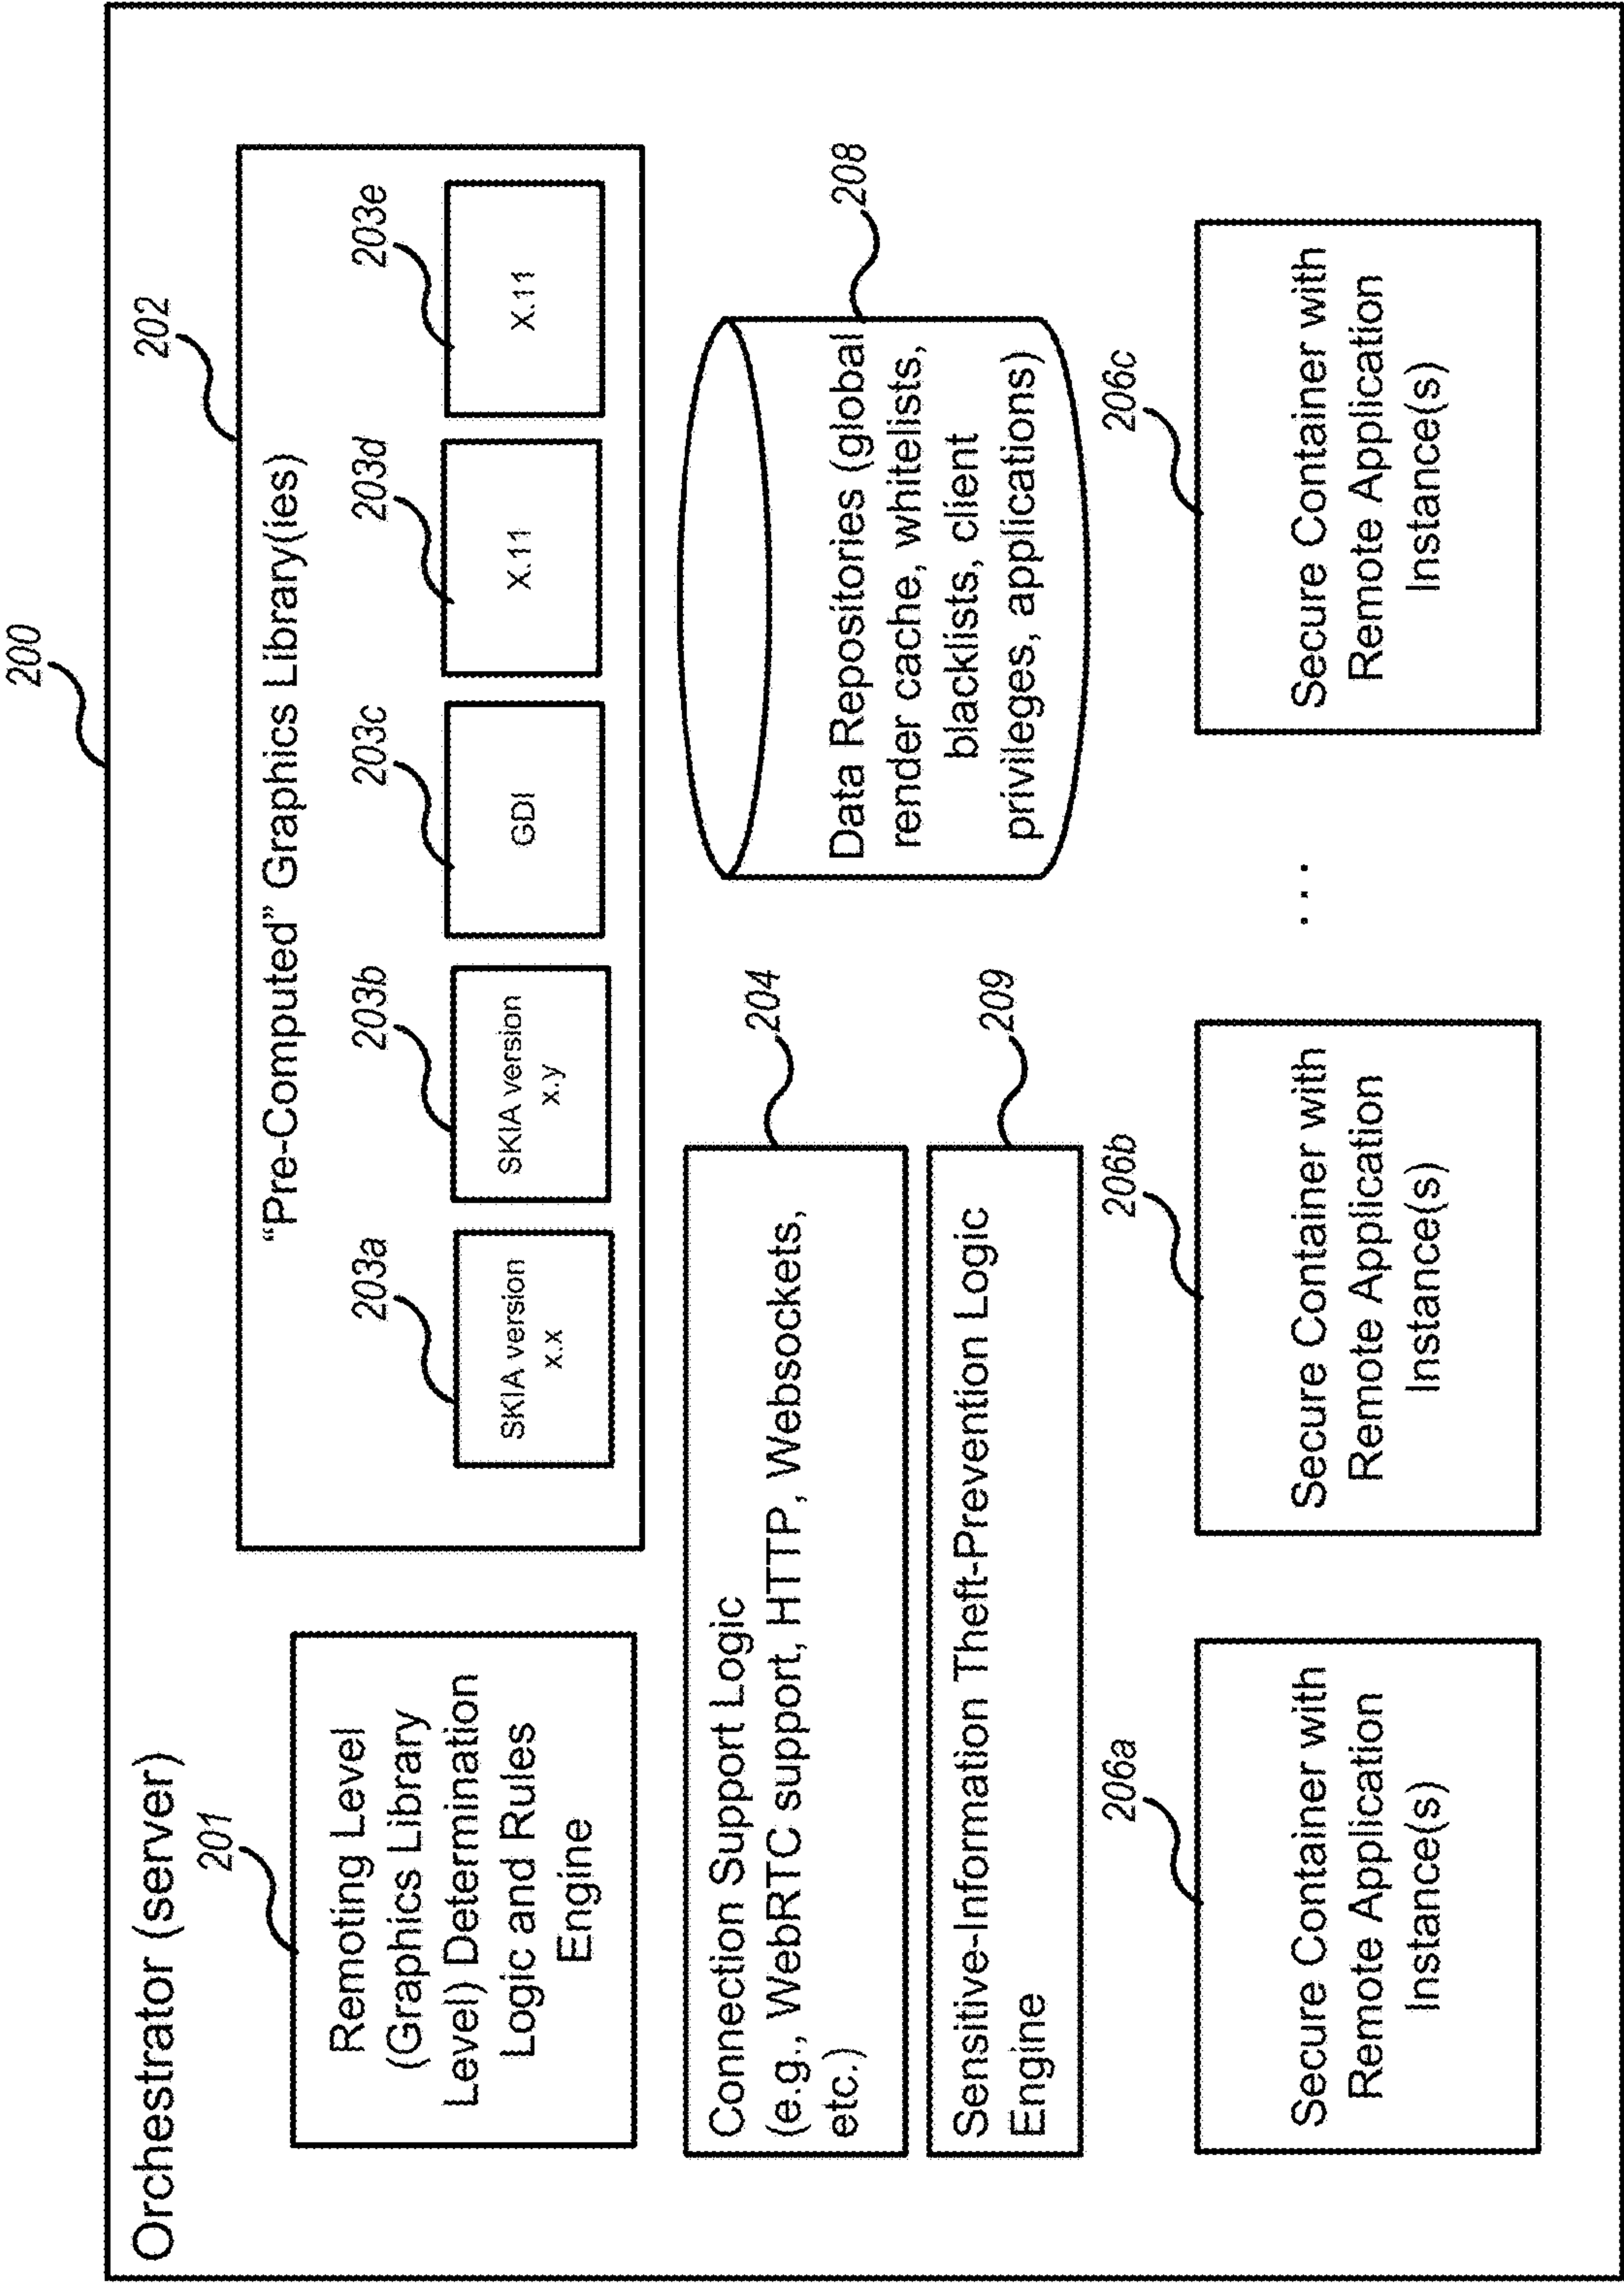 200
Orchestrator (server)
201
Remoting Level
(Graphics Library
Level) Determination
Logic and Rules
Engine
202
“Pre-Computed” Graphics Library(ies)
203a
SKIA version
x.x
203b
SKIA version
x.y
203c
GDI
203d
X.11
203e
X.11
204
Connection Support Logic
(e.g., WebRTC support, HTTP, Websockets,
etc.)
209
Sensitive-Information Theft-Prevention Logic
Engine
208
Data Repositories (global
render cache, whitelists,
blacklists, client
privileges, applications)
206a
Secure Container with
Remote Application
Instance(s)
206b
Secure Container with
Remote Application
Instance(s)
. . .
206c
Secure Container with
Remote Application
Instance(s)